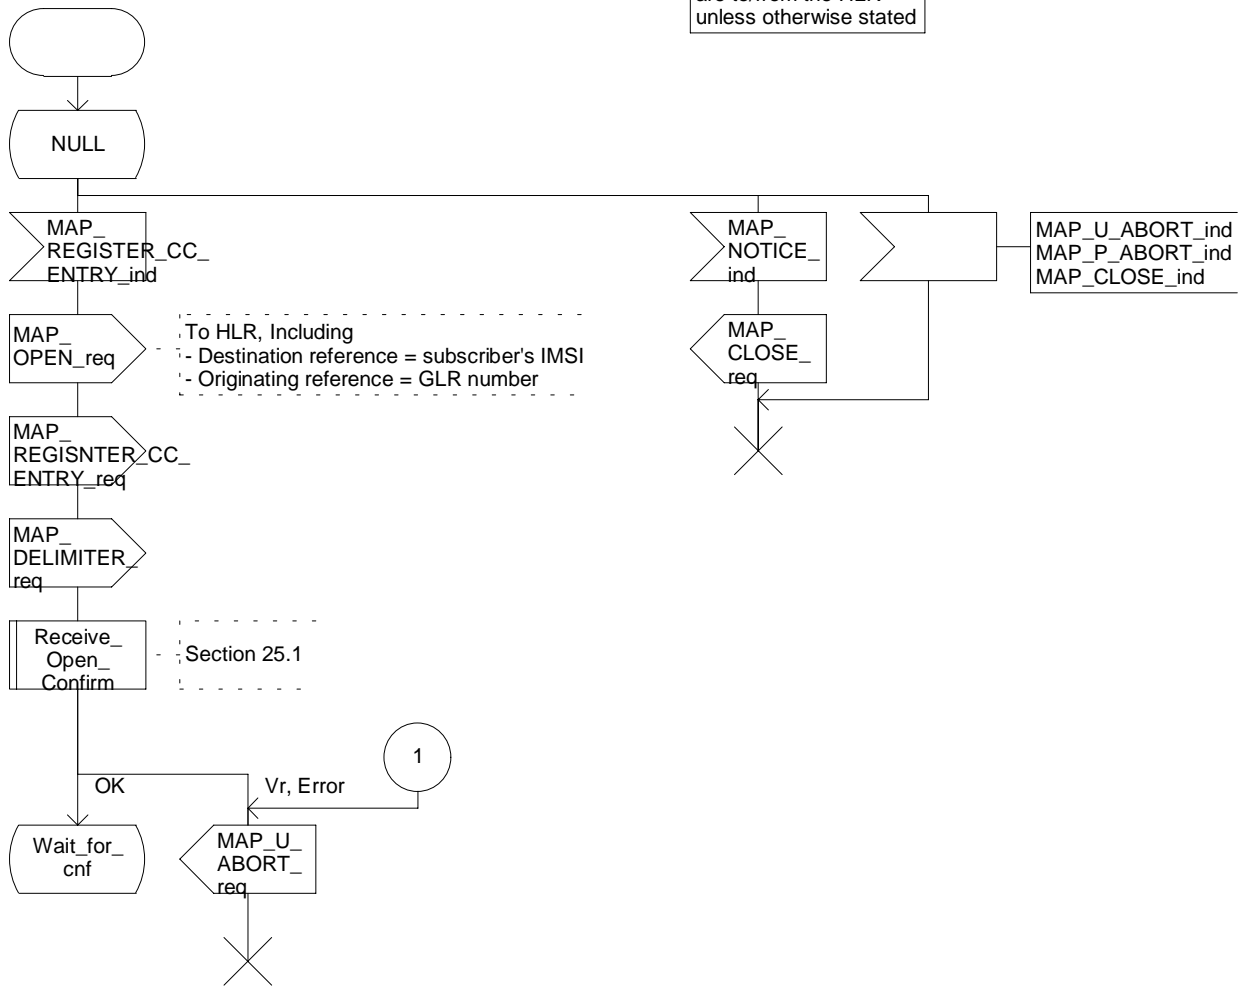 unless otherwise stated
NULL
MAP_
REGISTER_CC_
ENTRY_ind
MAP_
NOTICE_
ind
MAP_U_ABORT_ind
MAP_P_ABORT_ind
MAP_CLOSE_ind
MAP_
OPEN_req
To HLR, Including
- Destination reference = subscriber's IMSI
- Originating reference = GLR number
MAP_
CLOSE_
req
MAP_
REGISNTER_CC_
ENTRY_req
MAP_
DELIMITER_
req
Receive_
Open_
Confirm
Section 25.1
1
OK
Vr, Error
Wait_for_
cnf
MAP_U_
ABORT_
req